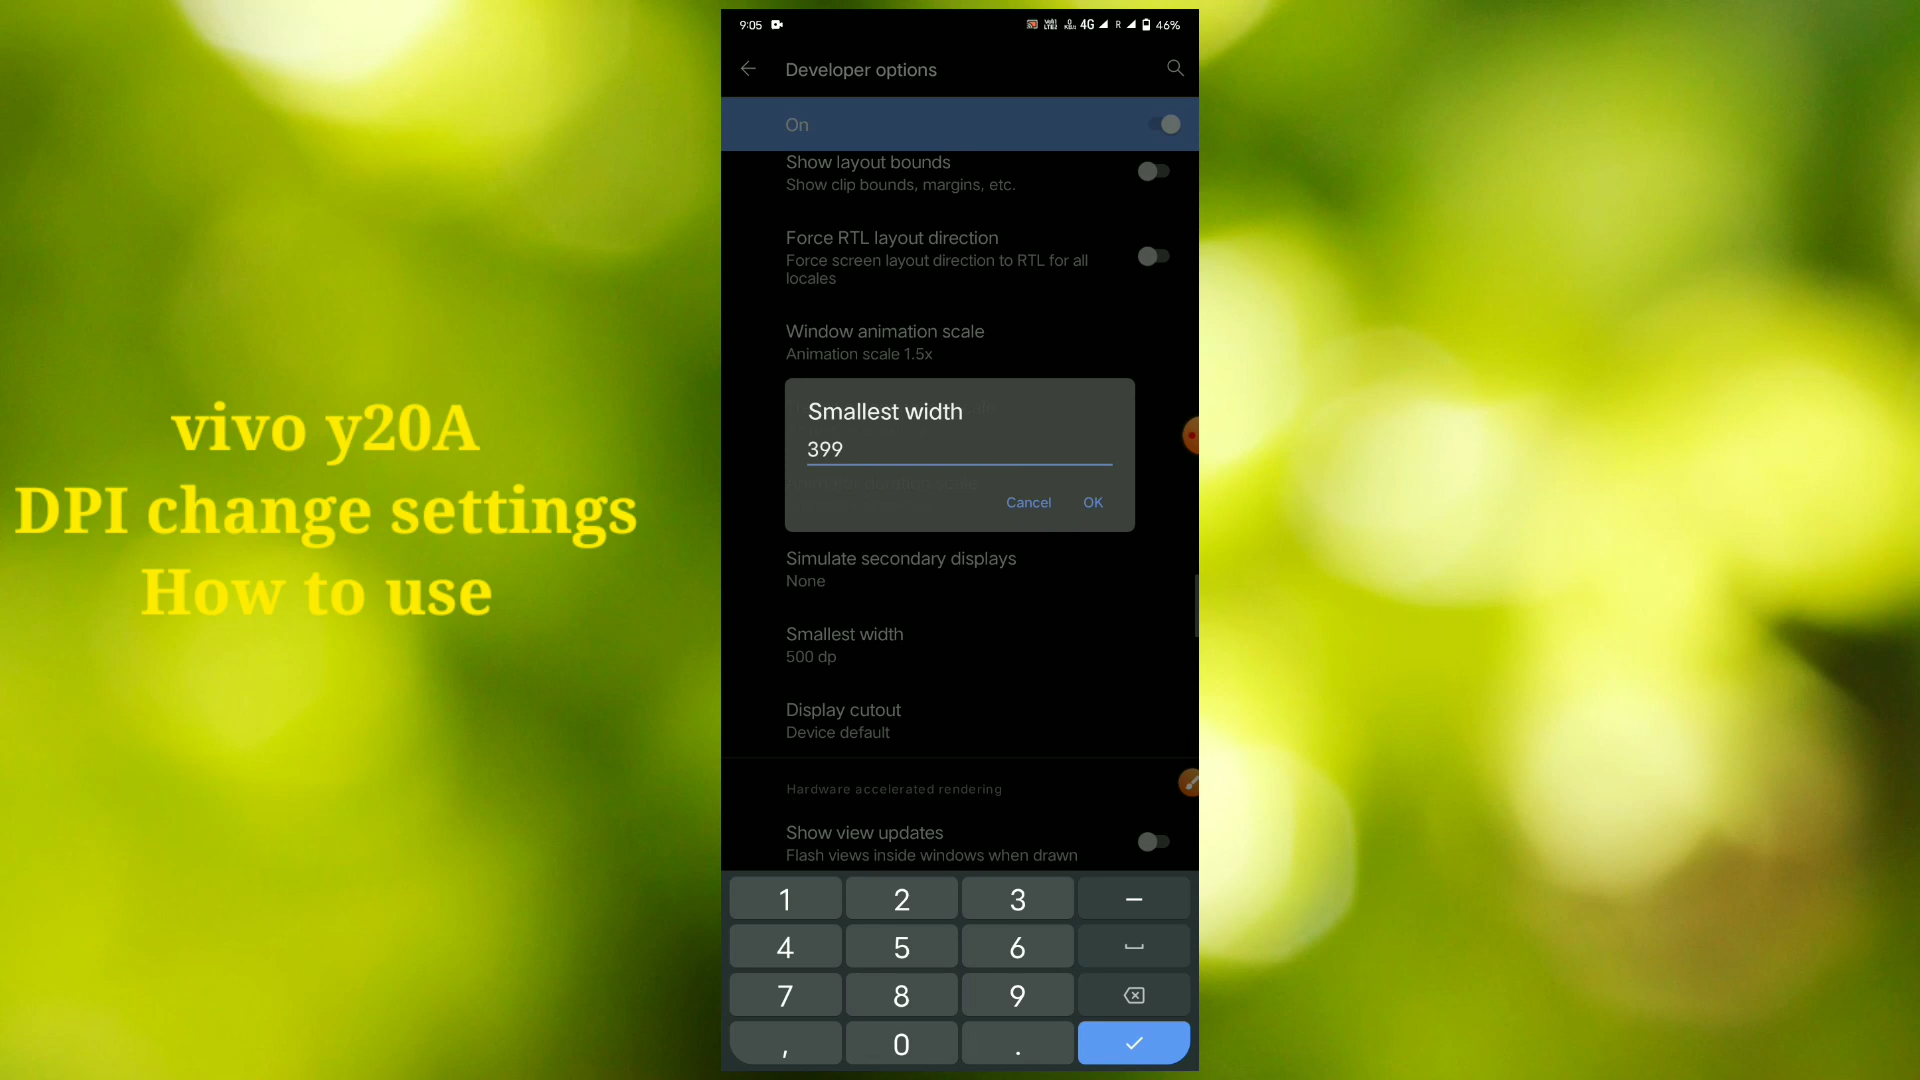 9:05
4G R 46%
Developer options
On
Show layout bounds
Show clip bounds, margins, etc.
Force RTL layout direction
Force screen layout direction to RTL for all
locales
Window animation scale
Animation scale 1.5x
Smallest width
399
Cancel OK
Simulate secondary displays
None
Smallest width
500 dp
Display cutout
Device default
Hardware accelerated rendering
Show view updates
Flash views inside windows when drawn
1 2 3 –
4 5 6
7 8 9
, 0 .
vivo y20A
DPI change settings
How to use